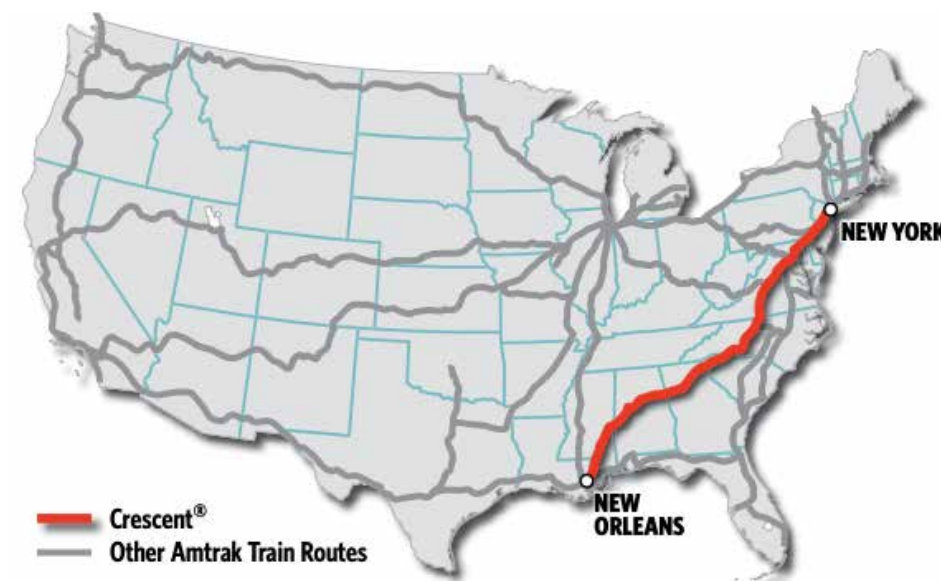 NEW YORK
NEW
ORLEANS
Crescent®
Other Amtrak Train Routes